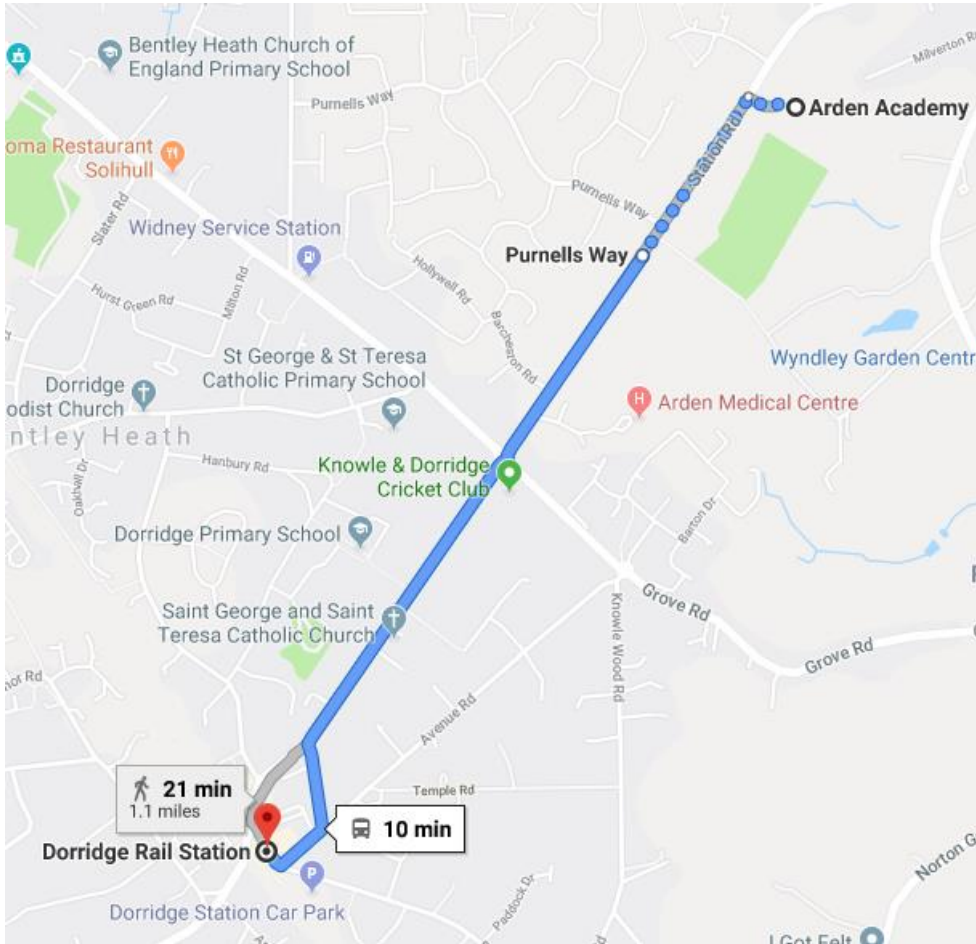 Bentley Heath Church of
England Primary School
Milverton Rd
Purnells Way
Arden Academy
oma Restaurant
Solihull
Station Rd
Purnells Way
Slater Rd
Widney Service Station
Purnells Way
Hollywell Rd
Milton Rd
Hurst Green Rd
Barcheston Rd
St George & St Teresa
Catholic Primary School
Wyndley Garden Centr
Dorridge
odist Church
Arden Medical Centre
ntley Heath
Hanbury Rd
Knowle & Dorridge
Cricket Club
Oakhall Dr
Barton Dr
Dorridge Primary School
Grove Rd
Saint George and Saint
Teresa Catholic Church
Knowle Wood Rd
Grove Rd
nor Rd
Avenue Rd
21 min
1.1 miles
Temple Rd
10 min
Dorridge Rail Station
P
Norton G
Dorridge Station Car Park
Paddock Dr
I Got Felt
H